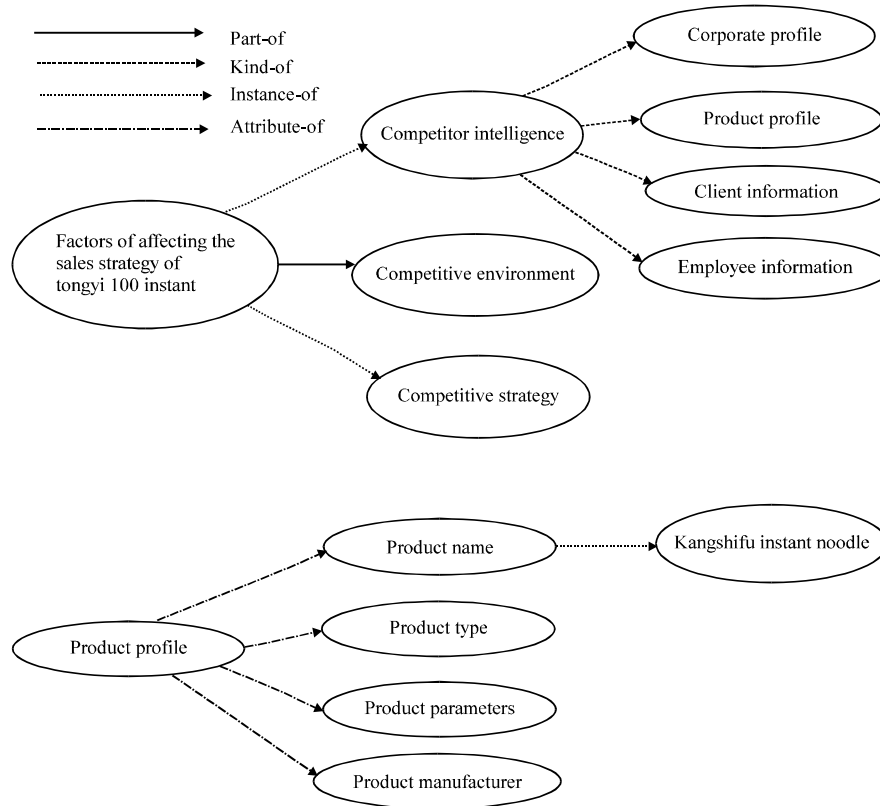 Part-of
Kind-of
Instance-of
Attribute-of
Corporate profile
Product profile
Client information
Employee information
Competitor intelligence
Factors of affecting the
sales strategy of
tongyi 100 instant
Competitive environment
Competitive strategy
Product name
Kangshifu instant noodle
Product type
Product profile
Product parameters
Product manufacturer